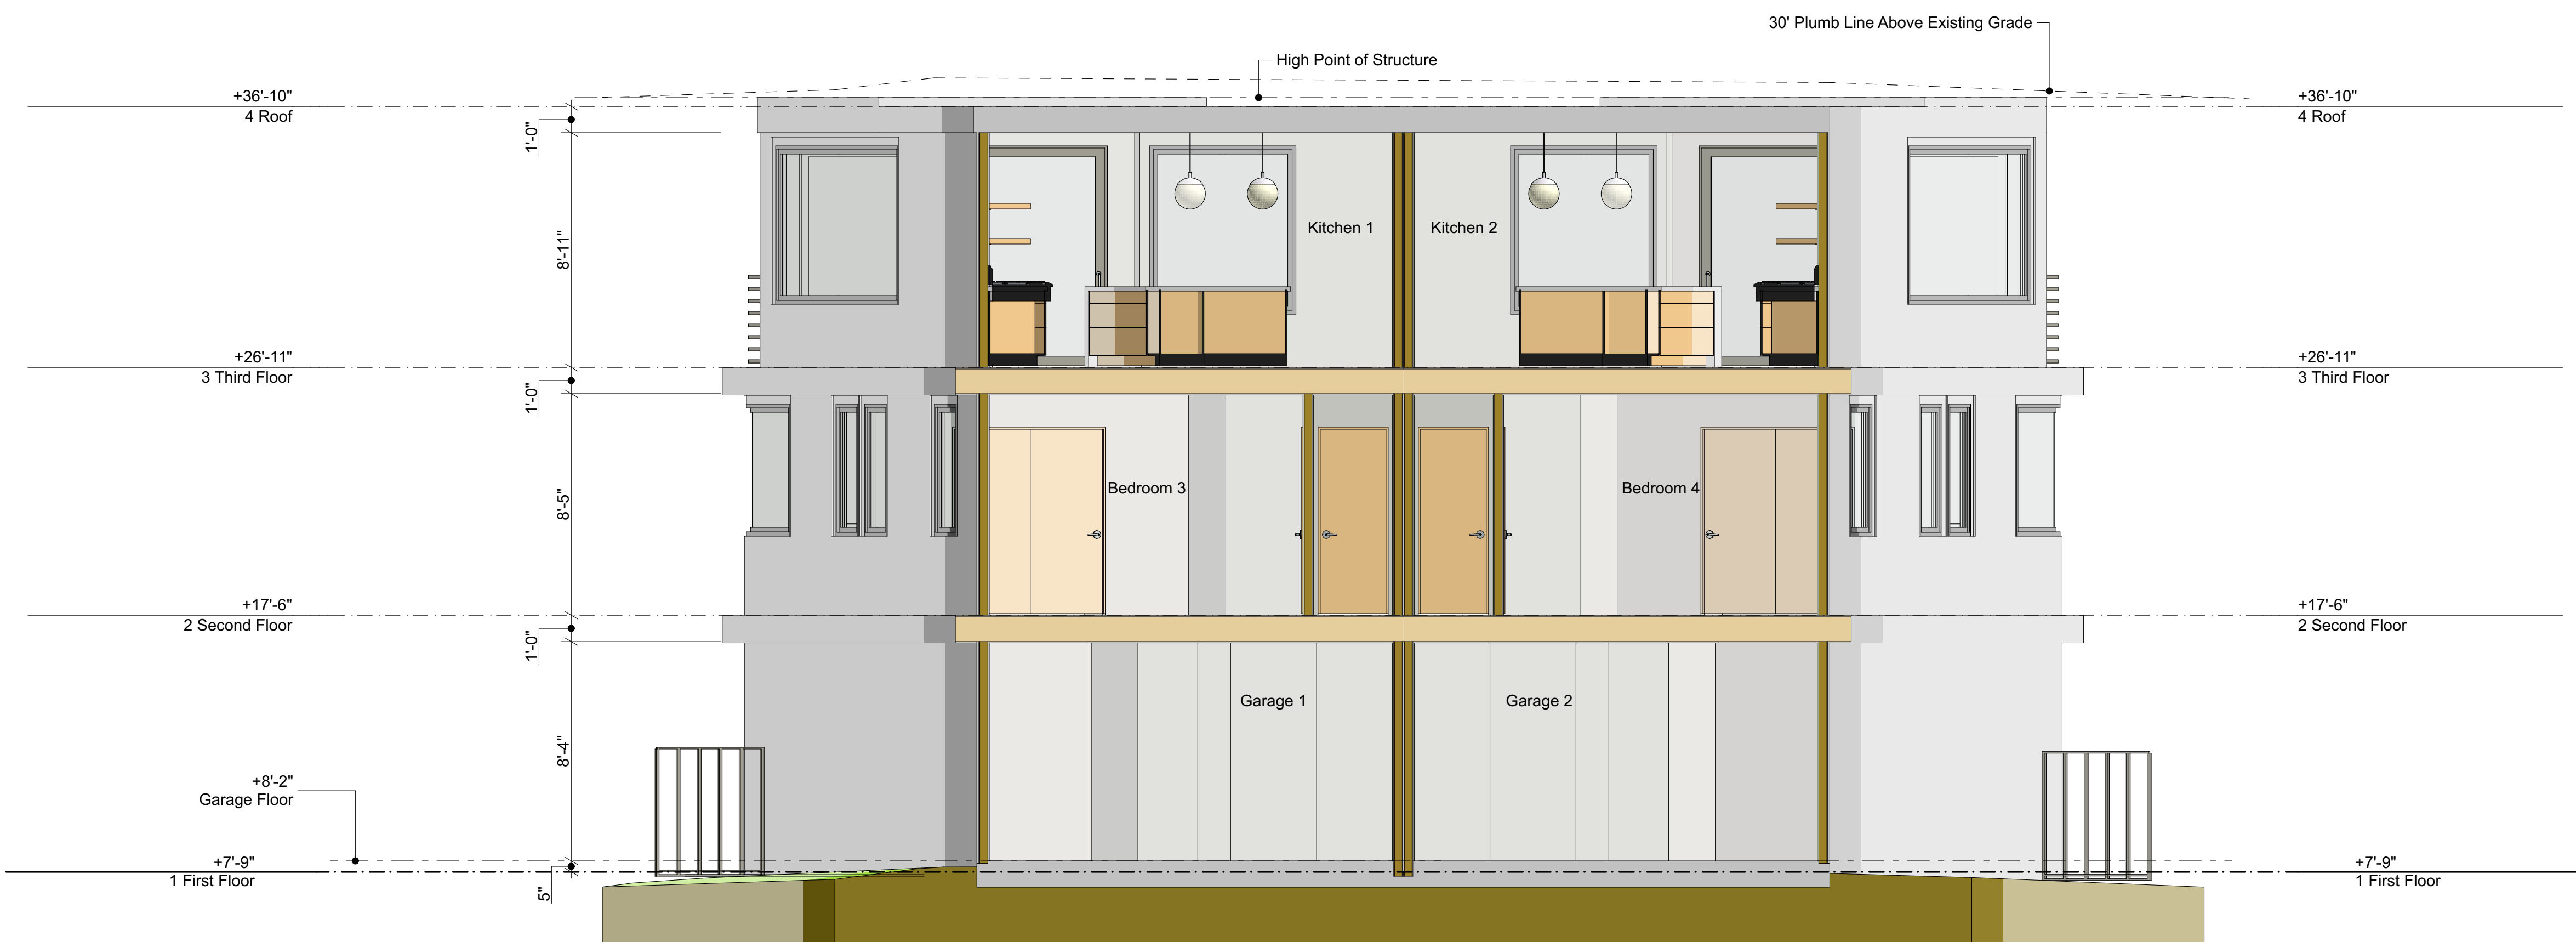 30' Plumb Line Above Existing Grade
High Point of Structure
+36'-10"
4 Roof
+36'-10"
4 Roof
1'-0"
8'-11"
Kitchen 1
Kitchen 2
+26'-11"
3 Third Floor
+26'-11"
3 Third Floor
1'-0"
8'-5"
Bedroom 3
Bedroom 4
+17'-6"
2 Second Floor
+17'-6"
2 Second Floor
1'-0"
8'-4"
Garage 1
Garage 2
+8'-2"
Garage Floor
+7'-9"
1 First Floor
+7'-9"
1 First Floor
5"